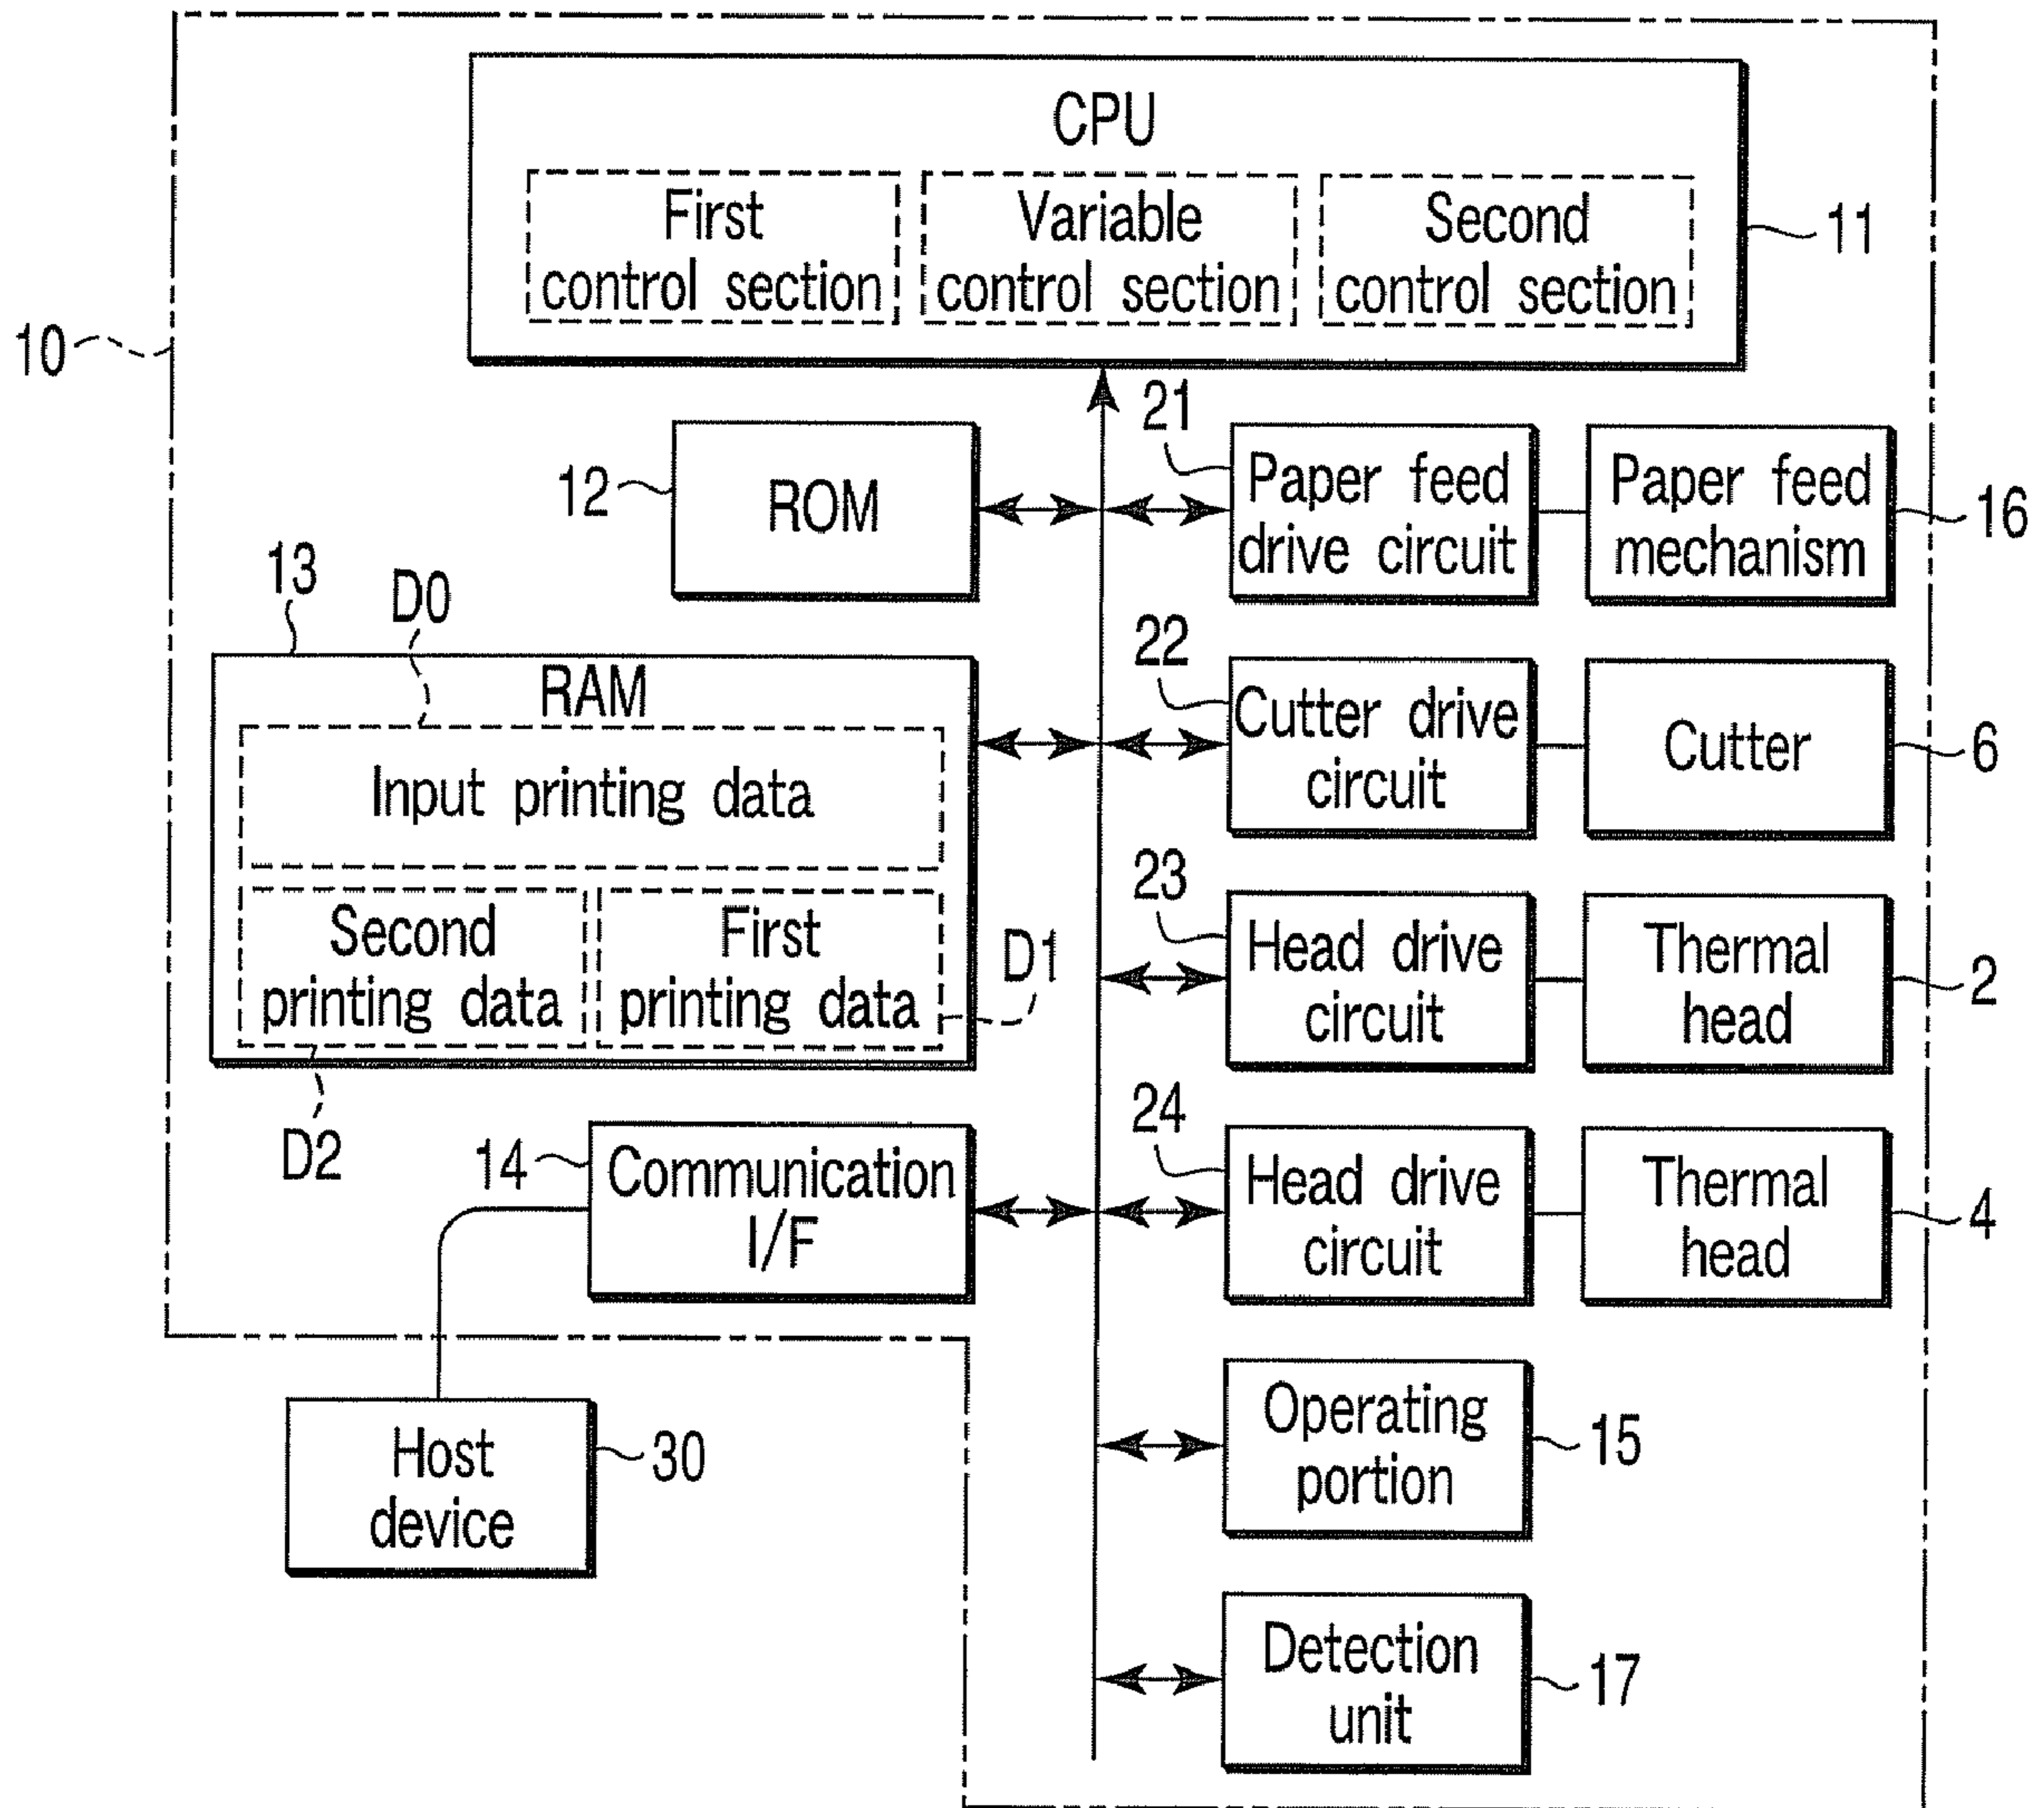 CPU
First
control section
Variable
control section
Second
control section
11
10
21
12
ROM
Paper feed
drive circuit
Paper feed
mechanism
16
13
D0
RAM
Input printing data
Second
printing data
First
printing data
D1
D2
22
Cutter drive
circuit
Cutter
6
23
Head drive
circuit
Thermal
head
2
14
Communication
I/F
24
Head drive
circuit
Thermal
head
4
Host
device
30
Operating
portion
15
Detection
unit
17